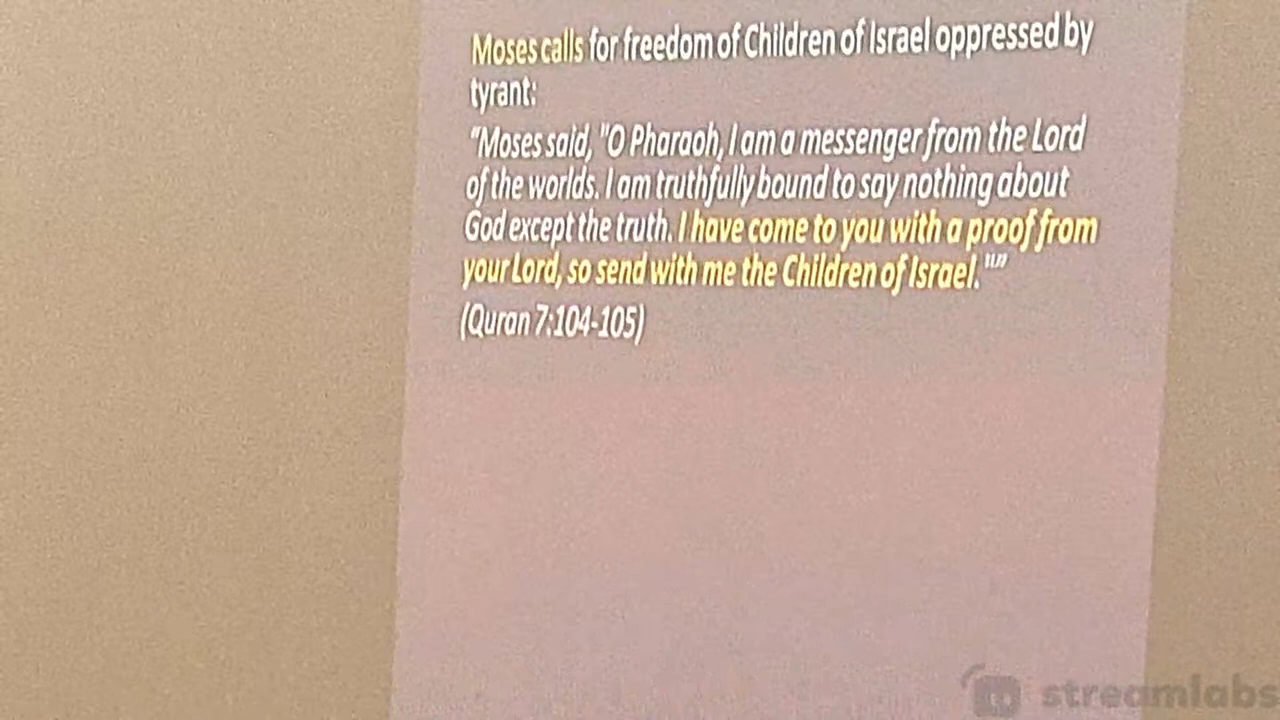 Moses calls for freedom of Children of Israel oppressed by
tyrant:
"Moses said, "O Pharaoh, I am a messenger from the Lord
of the worlds. I am truthfully bound to say nothing about
God except the truth. I have come to you with a proof from
your Lord, so send with me the Children of Israel.""
(Quran 7:104-105)
streamlabs